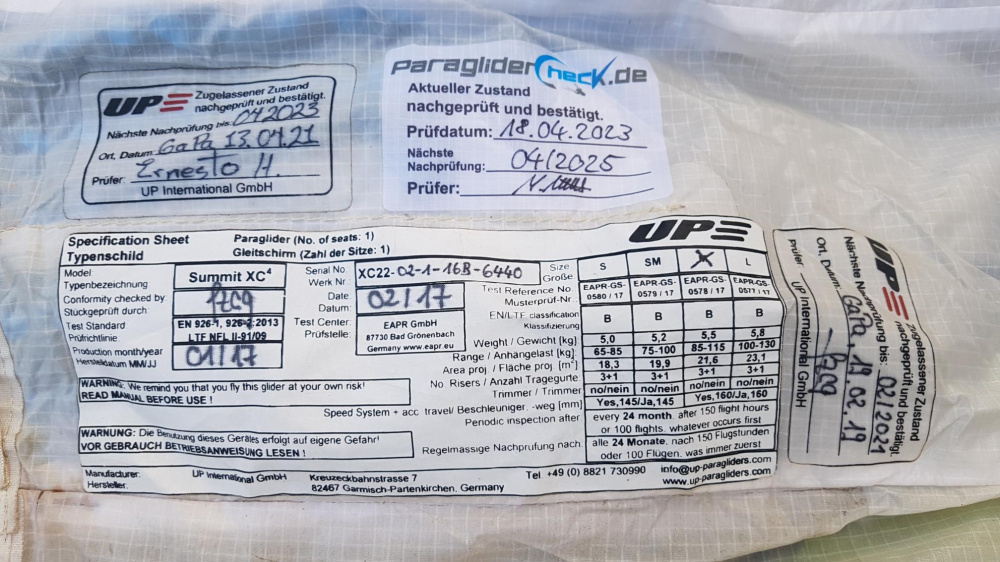 UP
Zugelassener Zustand
nachgeprüft und bestätigt.
Nächste Nachprüfung bis: 04 2023
Ort, Datum: GaPa 13.04.21
Prüfer: Ernesto H.
UP International GmbH
ParagliderCheck.de
Aktueller Zustand
nachgeprüft und bestätigt.
Prüfdatum: 18.04.2023
Nächste
Nachprüfung: 04/2025
Prüfer:
Specification Sheet
Typenschild
Paraglider (No. of seats: 1)
Gleitschirm (Zahl der Sitze: 1)
UP
Model:
Typenbezeichnung
Summit XC⁴
Conformity checked by
Stückgeprüft durch:
Test Standard
Prüfrichtlinie.
EN 926-1, 926-2:2013
LTF NFL II-91/09
Production month/year
Herstelldatum MM/JJ
01/17
Serial No
Werk Nr
XC22-02-1-16B-6440
Date:
Datum:
02/17
Test Center:
Prüfstelle:
EAPR GmbH
87730 Bad Grönenbach
Germany www.eapr.eu
Size
Größe
S SM L
Test Reference No.
Musterprüf-Nr.
EAPR-GS-0580 / 17 EAPR-GS-0579 / 17 EAPR-GS-0578 / 17 EAPR-GS-0577 / 17
EN/LTF classification
Klassifizierung
B B B B
Weight / Gewicht [kg] 5,0 5,2 5,5 5,8
Range / Anhängelast [kg] 65-85 75-100 85-115 100-130
Area proj / Fläche proj [m²] 18,3 19,9 21,6 23,1
No Risers / Anzahl Tragegurte 3+1 3+1 3+1 3+1
Trimmer / Trimmer no/nein no/nein no/nein no/nein
Speed System + acc travel/ Beschleuniger. -weg [mm] Yes,145/Ja,145 Yes,160/Ja,160
Periodic inspection after every 24 month, after 150 flight hours
or 100 flights. whatever occurs first
Regelmassige Nachprüfung nach. alle 24 Monate, nach 150 Flugstunden
oder 100 Flügen, was immer zuerst
WARNING: We remind you that you fly this glider at your own risk!
READ MANUAL BEFORE USE !
WARNUNG: Die Benutzung dieses Gerätes erfolgt auf eigene Gefahr!
VOR GEBRAUCH BETRIEBSANWEISUNG LESEN !
Manufacturer:
Hersteller:
UP International GmbH
Kreuzeckbahnstrasse 7
82467 Garmisch-Partenkirchen, Germany
Tel +49 (0) 8821 730990
info@up-paragliders.com
www.up-paragliders.com
UP
Zugelassener Zustand
nachgeprüft und bestätigt.
Nächste Nachprüfung bis: 02/2021
Ort, Datum: GaPa, 19.02.19
Prüfer:
UP International GmbH